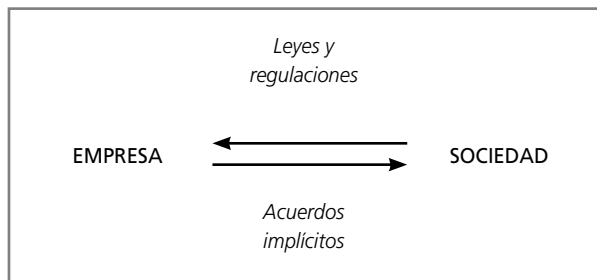 Leyes y
regulaciones
EMPRESA
SOCIEDAD
Acuerdos
implícitos